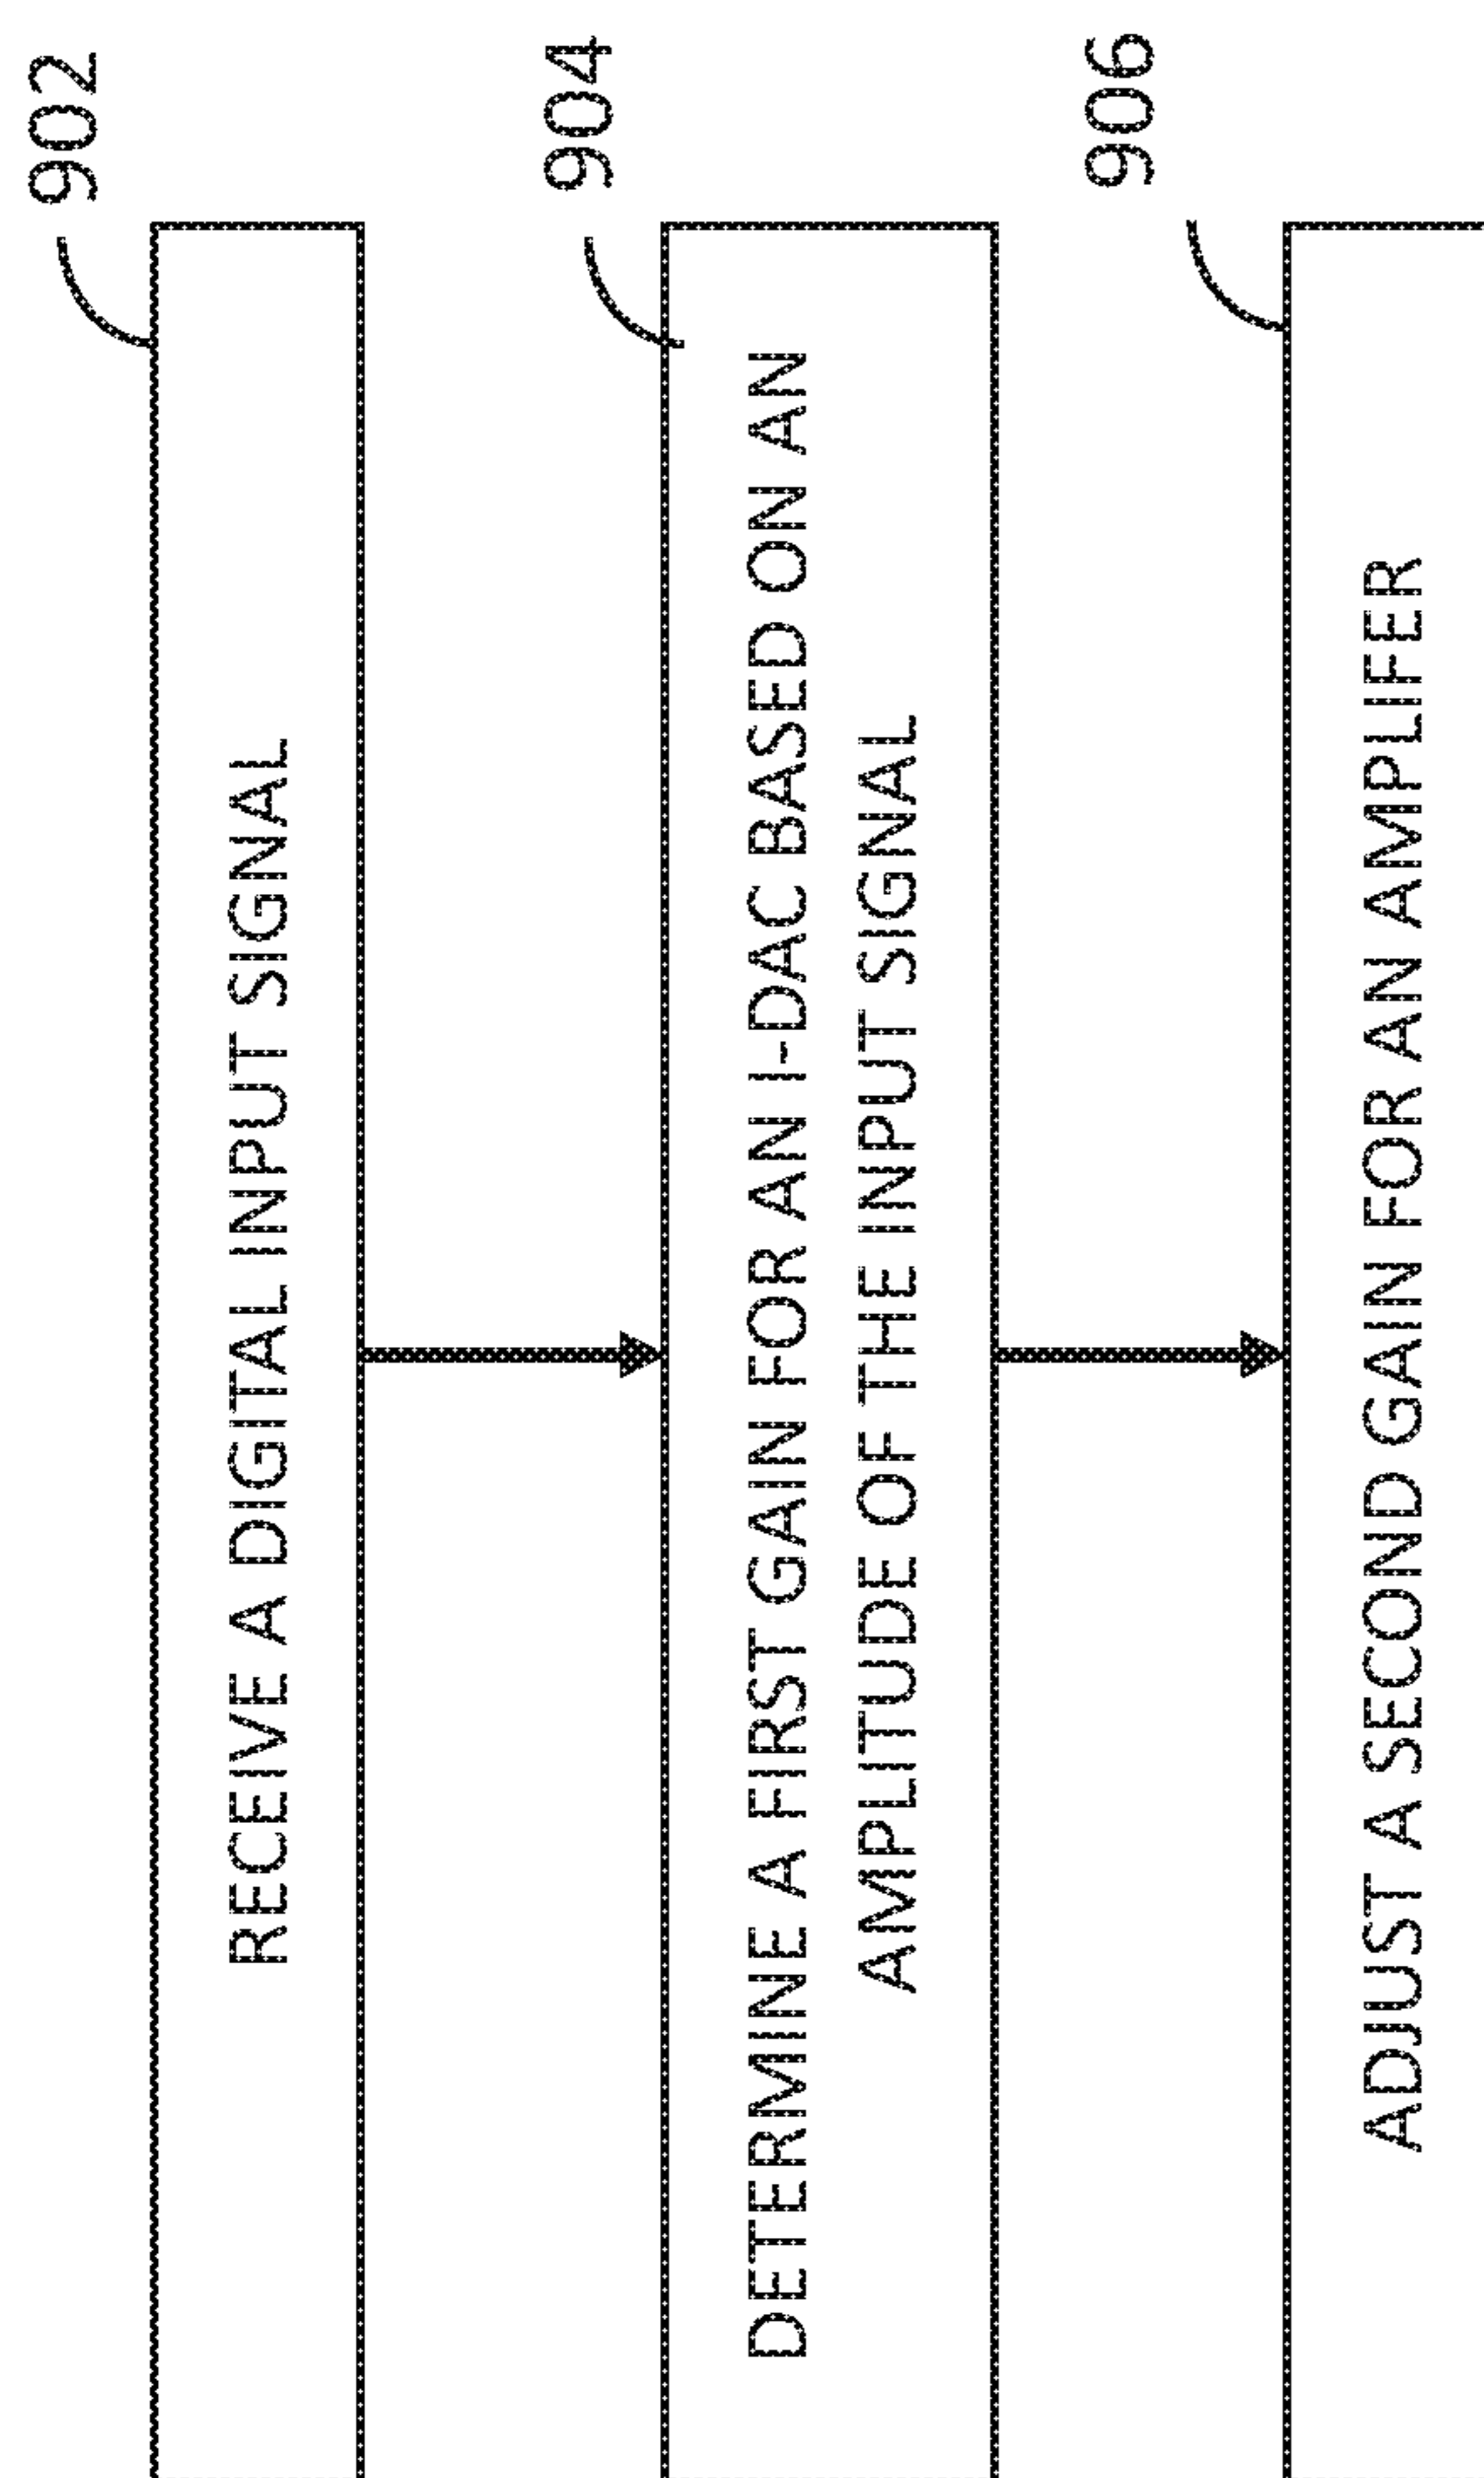 902
RECEIVE A DIGITAL INPUT SIGNAL
904
DETERMINE A FIRST GAIN FOR AN I-DAC BASED ON AN
AMPLITUDE OF THE INPUT SIGNAL
906
ADJUST A SECOND GAIN FOR AN AMPLIFER